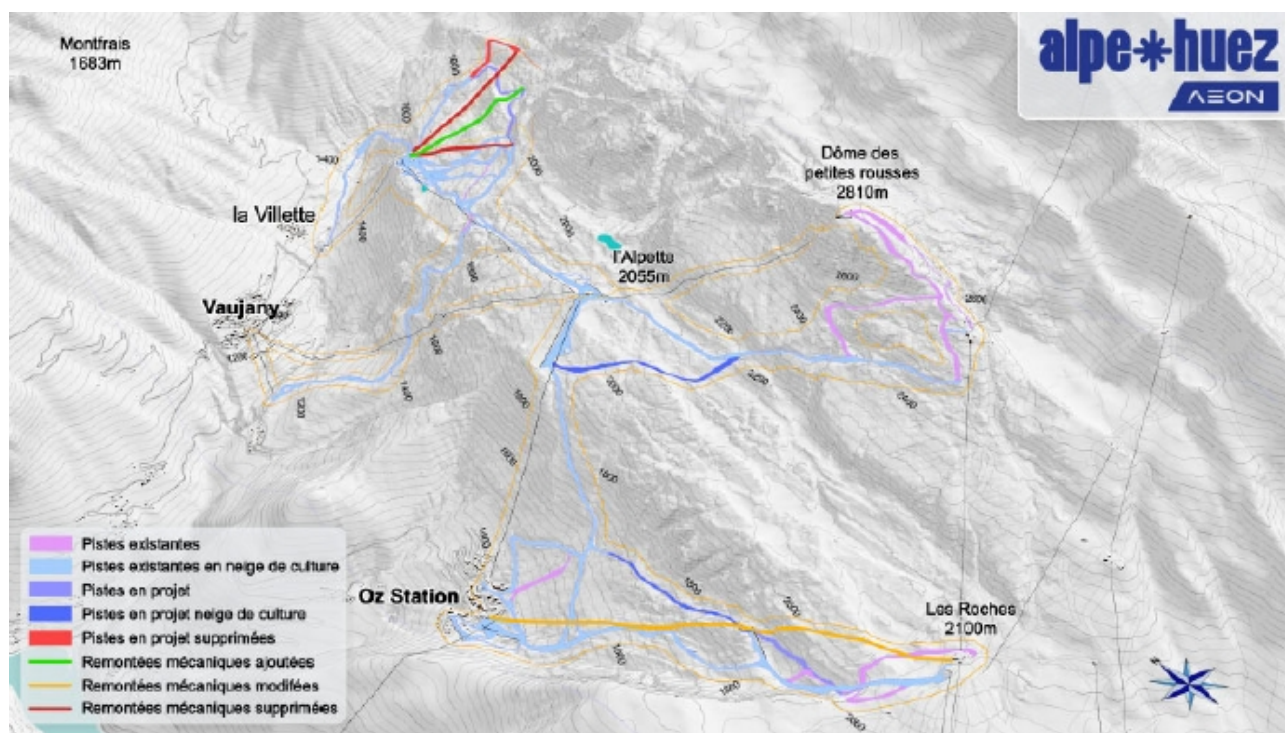 Montfrais
1683m
alpe*huez
ΛΞON
Dôme des
petites rousses
2810m
la Villette
l'Alpette
2055m
Vaujany
Oz Station
Les Roches
2100m
Pistes existantes
Pistes existantes en neige de culture
Pistes en projet
Pistes en projet neige de culture
Pistes en projet supprimées
Remontées mécaniques ajoutées
Remontées mécaniques modifées
Remontées mécaniques supprimées